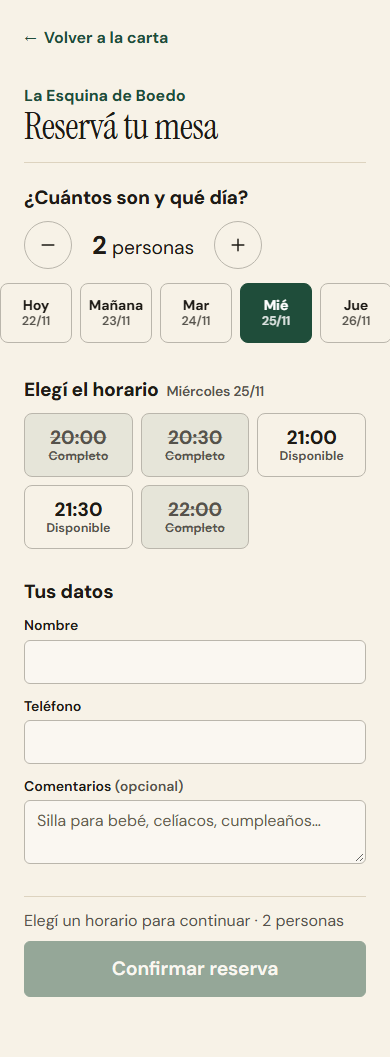 ← Volver a la carta
La Esquina de Boedo
Reservá tu mesa
¿Cuántos son y qué día?
− 2 personas +
Hoy Mañana Mar Mié Jue
22/11 23/11 24/11 25/11 26/11
Elegí el horario Miércoles 25/11
20:00 20:30 21:00
Completo Completo Disponible
21:30 22:00
Disponible Completo
Tus datos
Nombre
Teléfono
Comentarios (opcional)
Silla para bebé, celíacos, cumpleaños…
Elegí un horario para continuar · 2 personas
Confirmar reserva